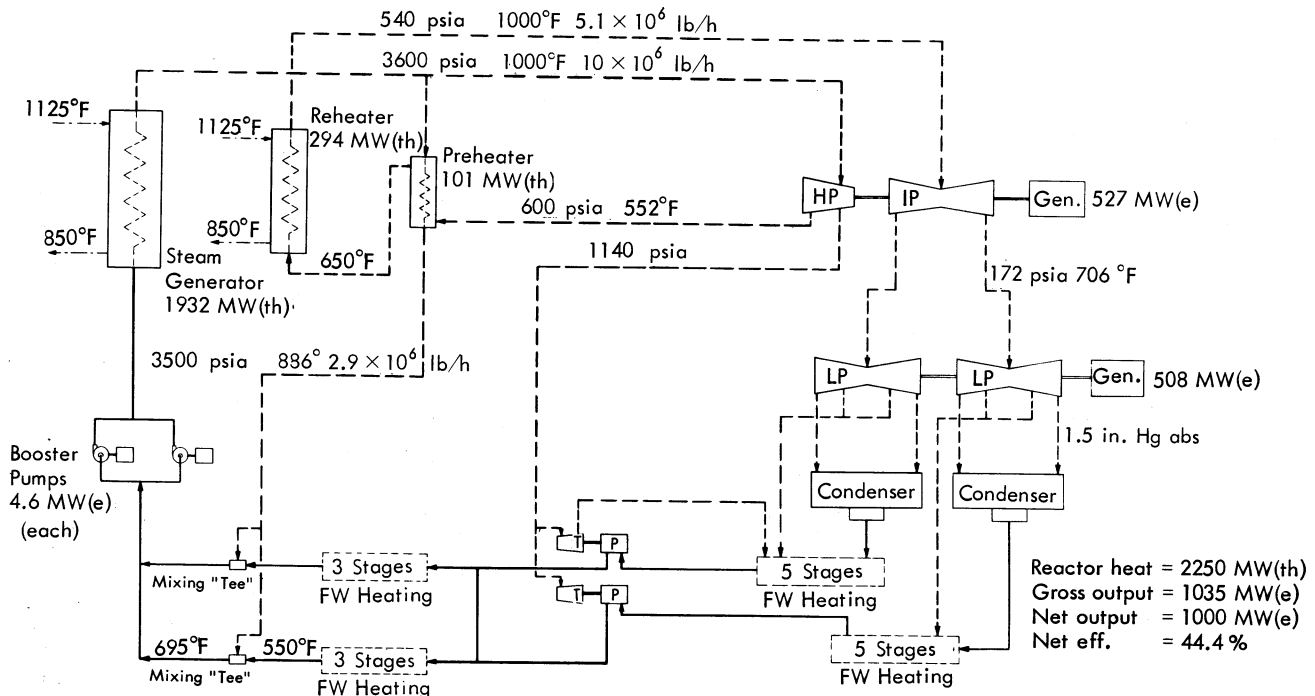 540 psia 1000°F 5.1 × 10⁶ lb/h
3600 psia 1000°F 10 × 10⁶ lb/h
1125°F
1125°F
Reheater
294 MW(th)
Preheater
101 MW(th)
HP
IP
Gen.
527 MW(e)
600 psia 552°F
850°F
850°F
650°F
1140 psia
Steam
Generator
1932 MW(th)
172 psia 706 °F
3500 psia 886° 2.9 × 10⁶ lb/h
LP
LP
Gen.
508 MW(e)
1.5 in. Hg abs
Booster
Pumps
4.6 MW(e)
(each)
Condenser
Condenser
T
P
Mixing "Tee"
3 Stages
FW Heating
5 Stages
FW Heating
T
P
695°F
550°F
Mixing "Tee"
3 Stages
FW Heating
5 Stages
FW Heating
Reactor heat = 2250 MW(th)
Gross output = 1035 MW(e)
Net output = 1000 MW(e)
Net eff. = 44.4 %